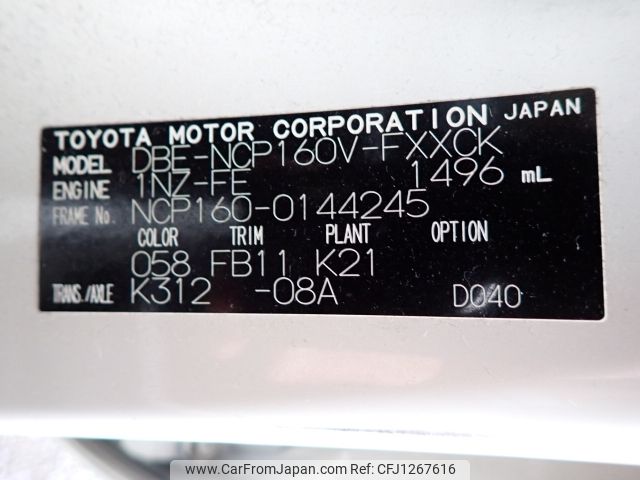 TOYOTA MOTOR CORPORATION JAPAN
MODEL DBE-NCP160V-FXXCK
ENGINE 1NZ-FE 1496 mL
FRAME No. NCP160-0144245
COLOR TRIM PLANT OPTION
058 FB11 K21
TRANS./AXLE K312 -08A D040
www.CarFromJapan.com | CFJ1267616